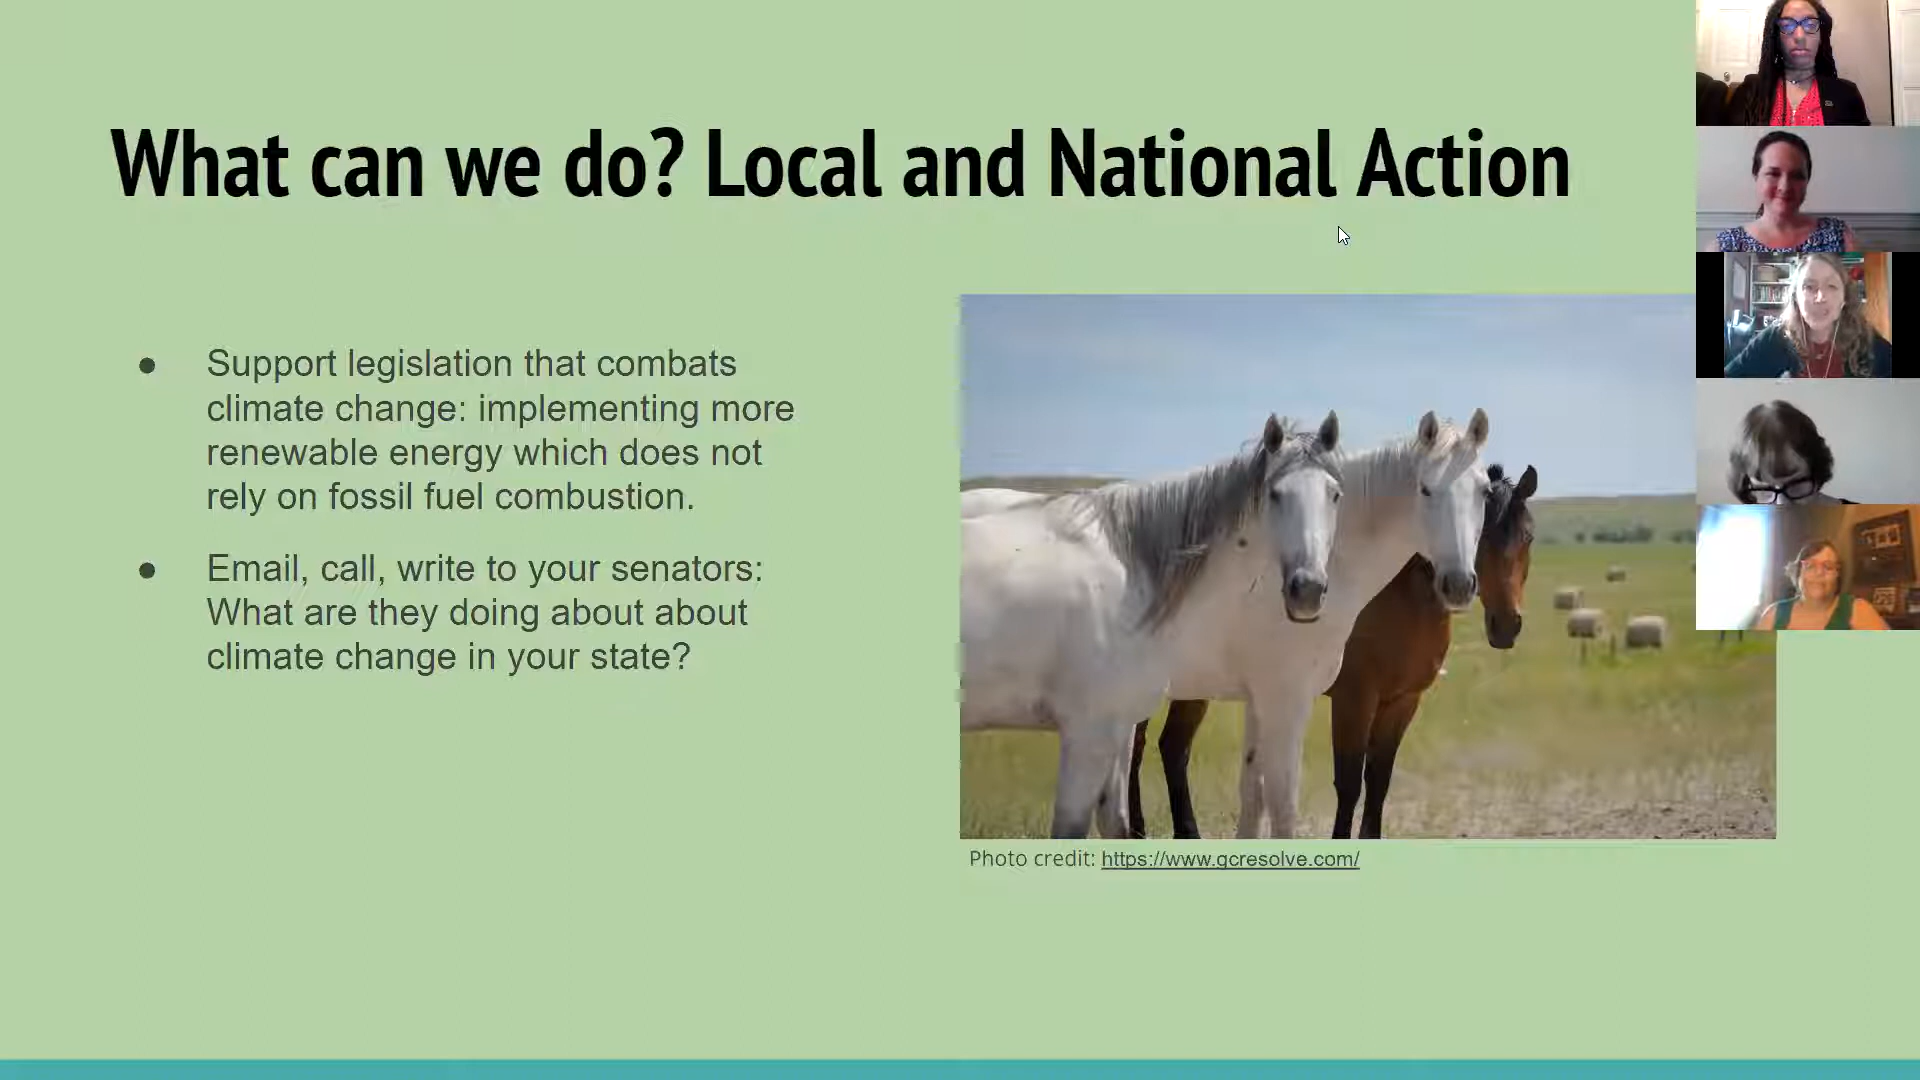 What can we do? Local and National Action
● Support legislation that combats
climate change: implementing more
renewable energy which does not
rely on fossil fuel combustion.
● Email, call, write to your senators:
What are they doing about about
climate change in your state?
Photo credit: https://www.gcresolve.com/